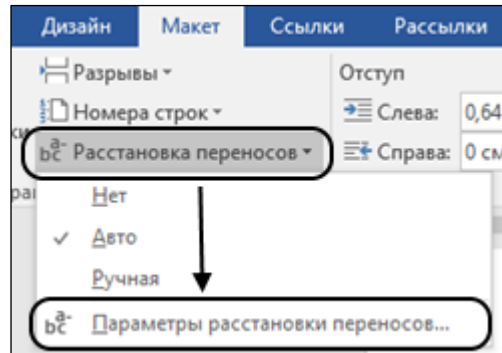 Дизайн Макет Ссылки Рассылки
Разрывы Отступ
Номера строк Слева: 0,64
Расстановка переносов Справа: 0 см
Нет
Авто
Ручная
Параметры расстановки переносов...